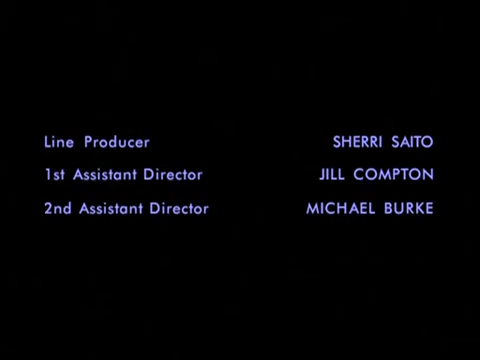 Line Producer SHERRI SAITO
1st Assistant Director JILL COMPTON
2nd Assistant Director MICHAEL BURKE